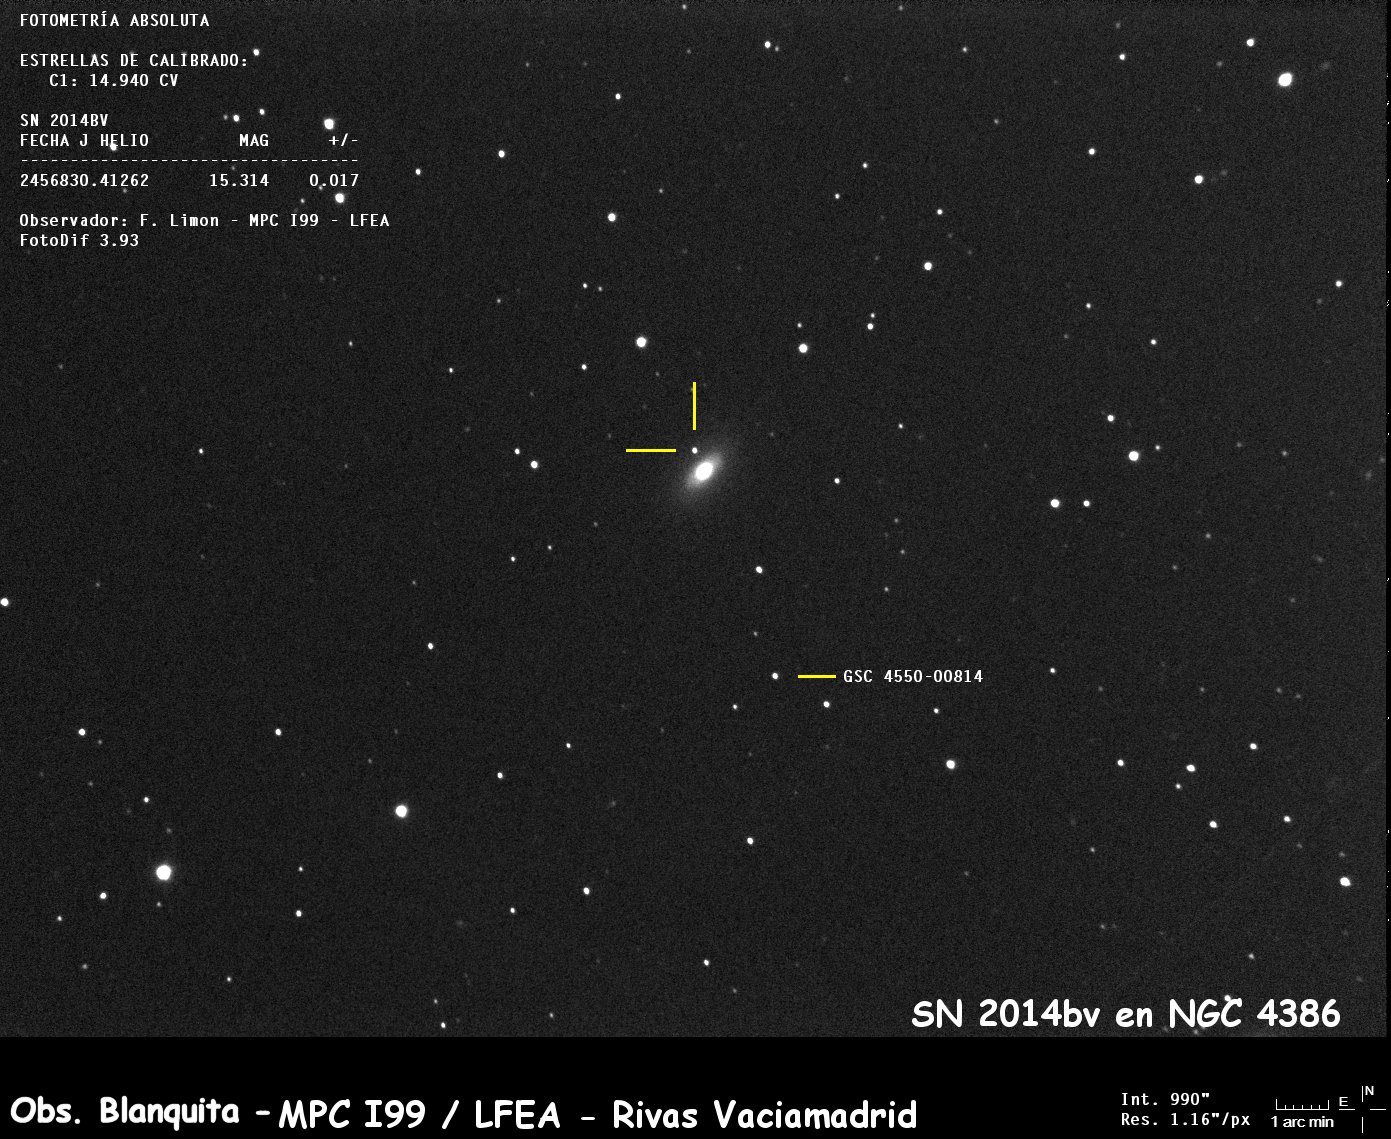 FOTOMETRÍA ABSOLUTA
ESTRELLAS DE CALIBRADO:
C1: 14.940 CV
SN 2014BV
FECHA J HELIO MAG +/-
----------------------------------
2456830.41262 15.314 0.017
Observador: F. Limon - MPC I99 - LFEA
FotoDif 3.93
GSC 4550-00814
SN 2014bv en NGC 4386
Obs. Blanquita - MPC I99 / LFEA - Rivas Vaciamadrid
Int. 990"
Res. 1.16"/px
1 arc min
E
N